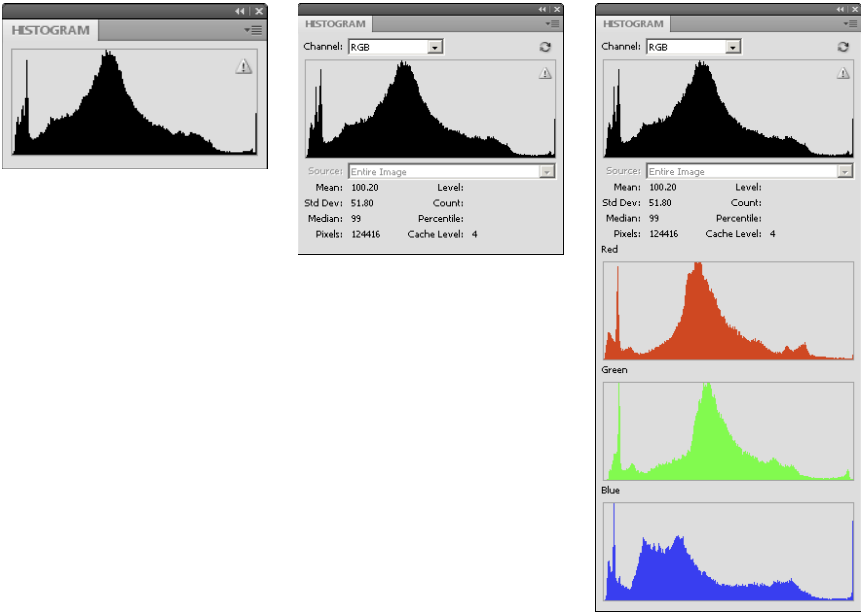 HISTOGRAM
HISTOGRAM
Channel: RGB
Source: Entire Image
Mean: 100.20 Level:
Std Dev: 51.80 Count:
Median: 99 Percentile:
Pixels: 124416 Cache Level: 4
HISTOGRAM
Channel: RGB
Source: Entire Image
Mean: 100.20 Level:
Std Dev: 51.80 Count:
Median: 99 Percentile:
Pixels: 124416 Cache Level: 4
Red
Green
Blue